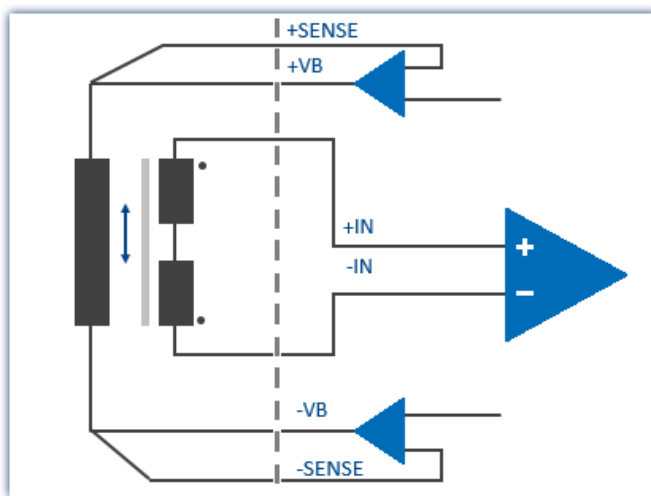 +SENSE
+VB
+IN
-IN
+
−
-VB
-SENSE